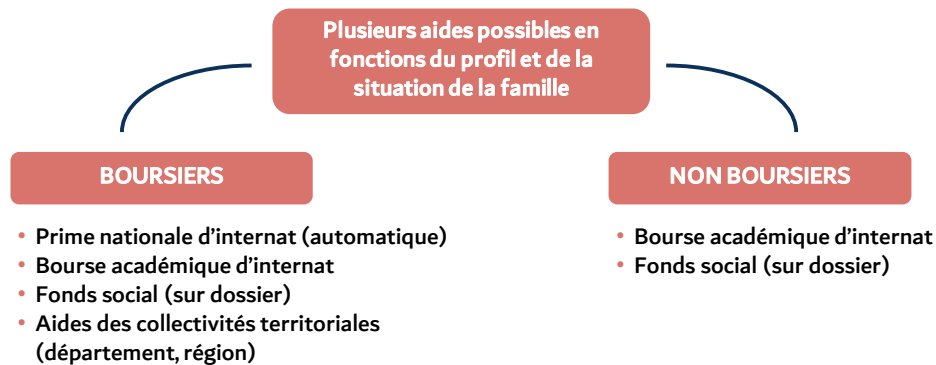 Plusieurs aides possibles en
fonctions du profil et de la
situation de la famille
BOURSIERS
• Prime nationale d’internat (automatique)
• Bourse académique d’internat
• Fonds social (sur dossier)
• Aides des collectivités territoriales
(département, région)
NON BOURSIERS
• Bourse académique d’internat
• Fonds social (sur dossier)